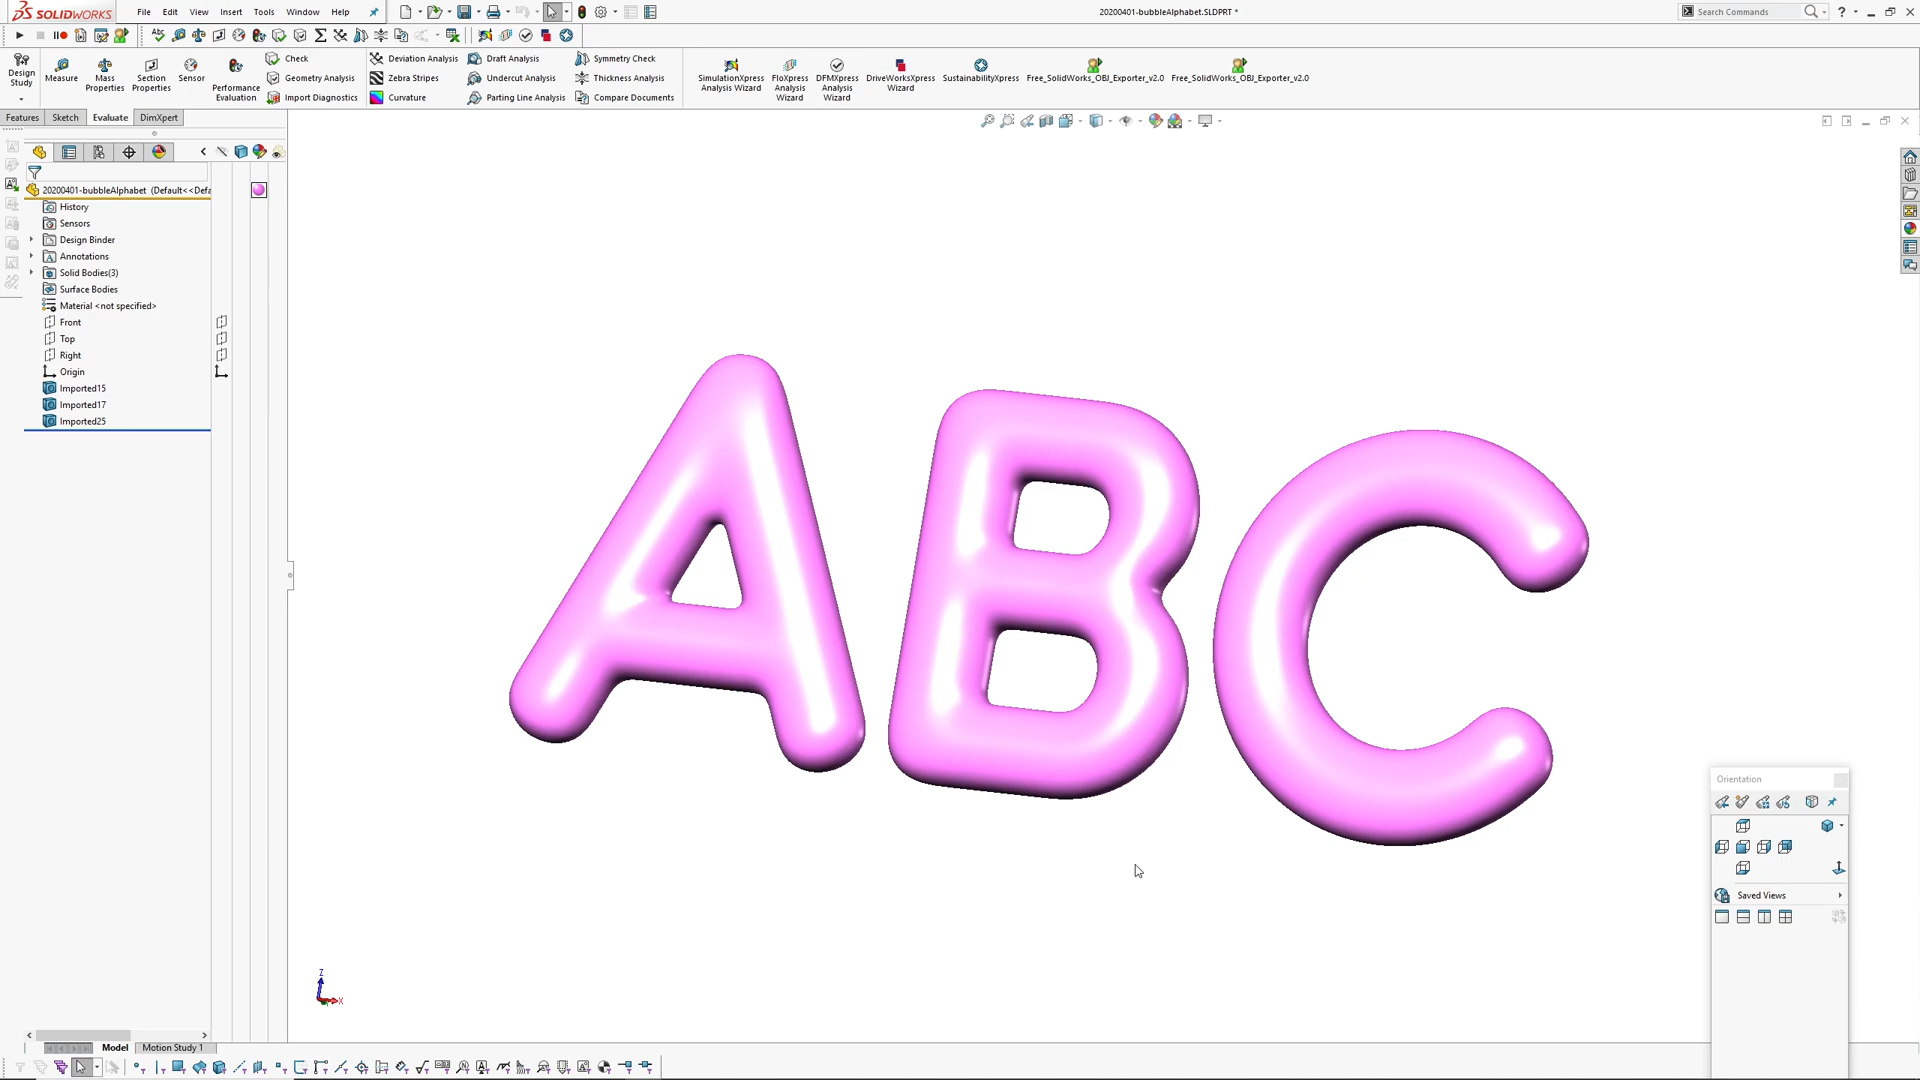 SOLIDWORKS File Edit View Insert Tools Window Help 20200401-bubbleAlphabet.SLDPRT * Search Commands
Design Study
Measure
Mass Properties
Section Properties
Sensor
Performance Evaluation
Check
Geometry Analysis
Import Diagnostics
Deviation Analysis
Zebra Stripes
Curvature
Draft Analysis
Undercut Analysis
Parting Line Analysis
Symmetry Check
Thickness Analysis
Compare Documents
SimulationXpress Analysis Wizard
FloXpress Analysis Wizard
DFMXpress Analysis Wizard
DriveWorksXpress Wizard
SustainabilityXpress
Free_SolidWorks_OBJ_Exporter_v2.0
Free_SolidWorks_OBJ_Exporter_v2.0
Features Sketch Evaluate DimXpert
20200401-bubbleAlphabet (Default<<Defa
History
Sensors
Design Binder
Annotations
Solid Bodies(3)
Surface Bodies
Material <not specified>
Front
Top
Right
Origin
Imported15
Imported17
Imported25
ABC
Orientation
Saved Views
Z
X
Model Motion Study 1